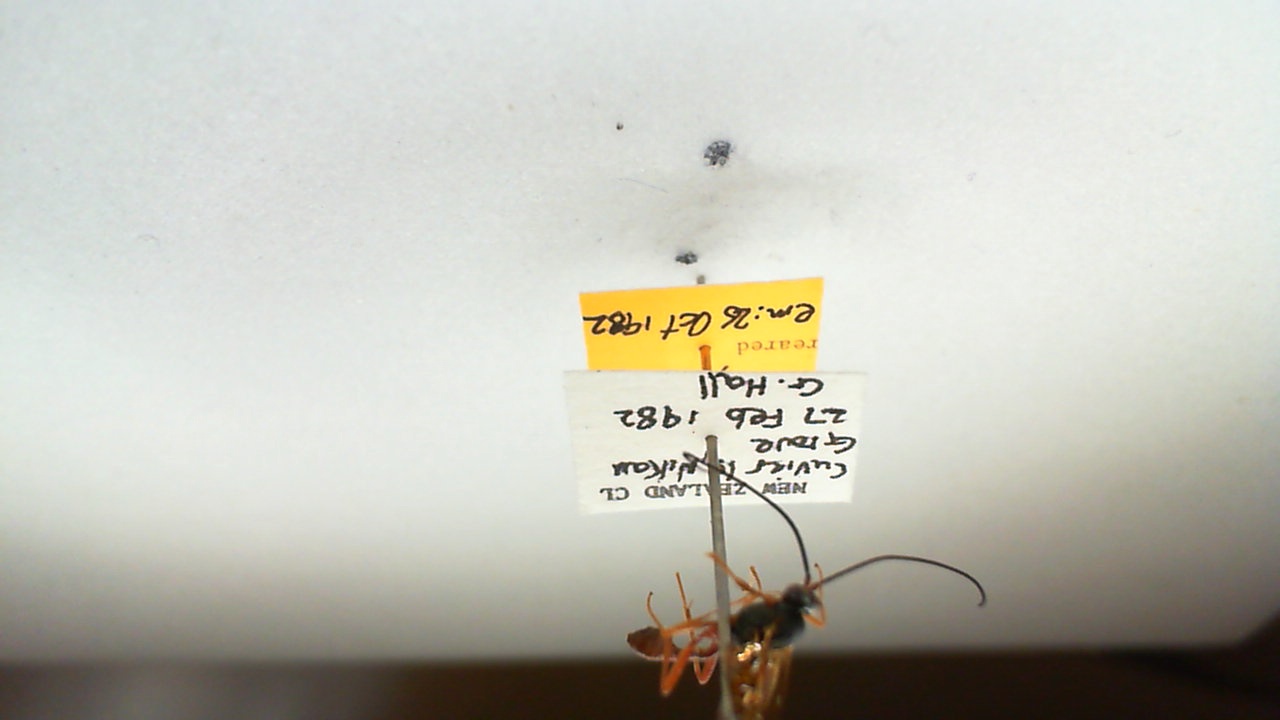 NEW ZEALAND CL
Cuvier I. Nikau
Grove
27 Feb 1982
G. Hall
reared
em: 26 Oct 1982